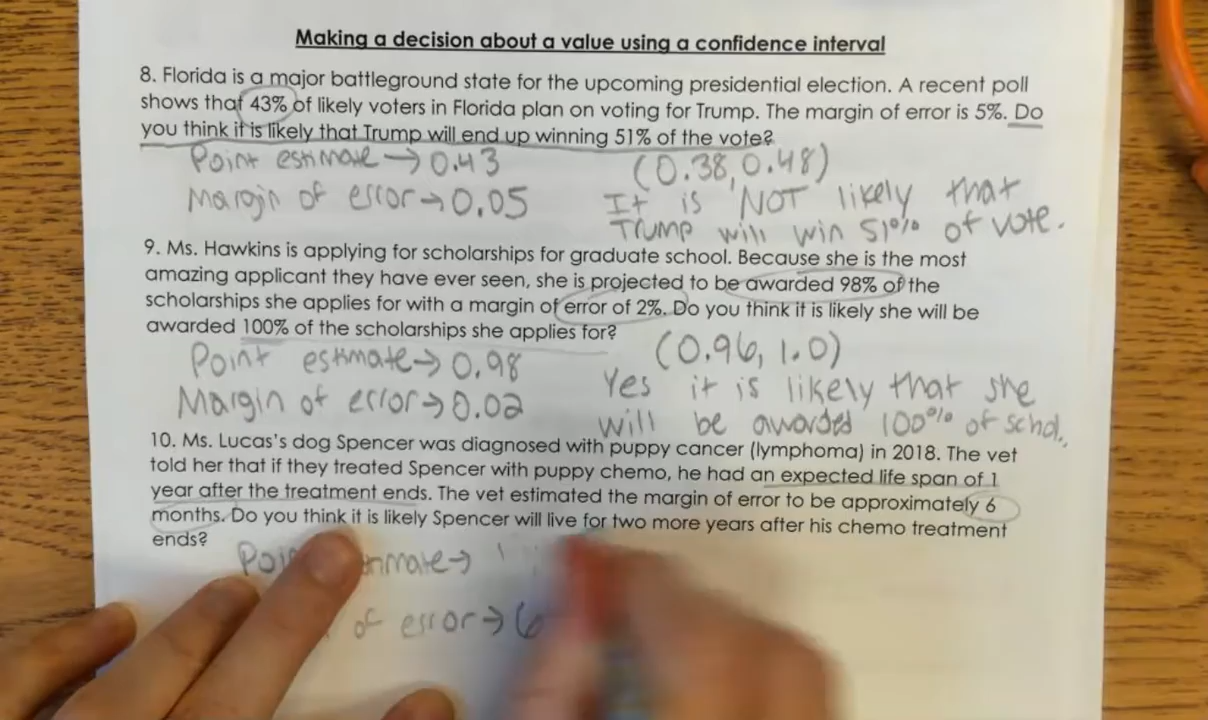 Making a decision about a value using a confidence interval
8. Florida is a major battleground state for the upcoming presidential election. A recent poll
shows that 43% of likely voters in Florida plan on voting for Trump. The margin of error is 5%. Do
you think it is likely that Trump will end up winning 51% of the vote?
Point estimate → 0.43
(0.38, 0.48)
Margin of error → 0.05
It is NOT likely that
Trump will win 51% of vote.
9. Ms. Hawkins is applying for scholarships for graduate school. Because she is the most
amazing applicant they have ever seen, she is projected to be awarded 98% of the
scholarships she applies for with a margin of error of 2%. Do you think it is likely she will be
awarded 100% of the scholarships she applies for?
Point estimate → 0.98
(0.96, 1.0)
Margin of error → 0.02
Yes it is likely that she
will be awarded 100% of schol.
10. Ms. Lucas's dog Spencer was diagnosed with puppy cancer (lymphoma) in 2018. The vet
told her that if they treated Spencer with puppy chemo, he had an expected life span of 1
year after the treatment ends. The vet estimated the margin of error to be approximately 6
months. Do you think it is likely Spencer will live for two more years after his chemo treatment
ends?
→ 1
of error → 6